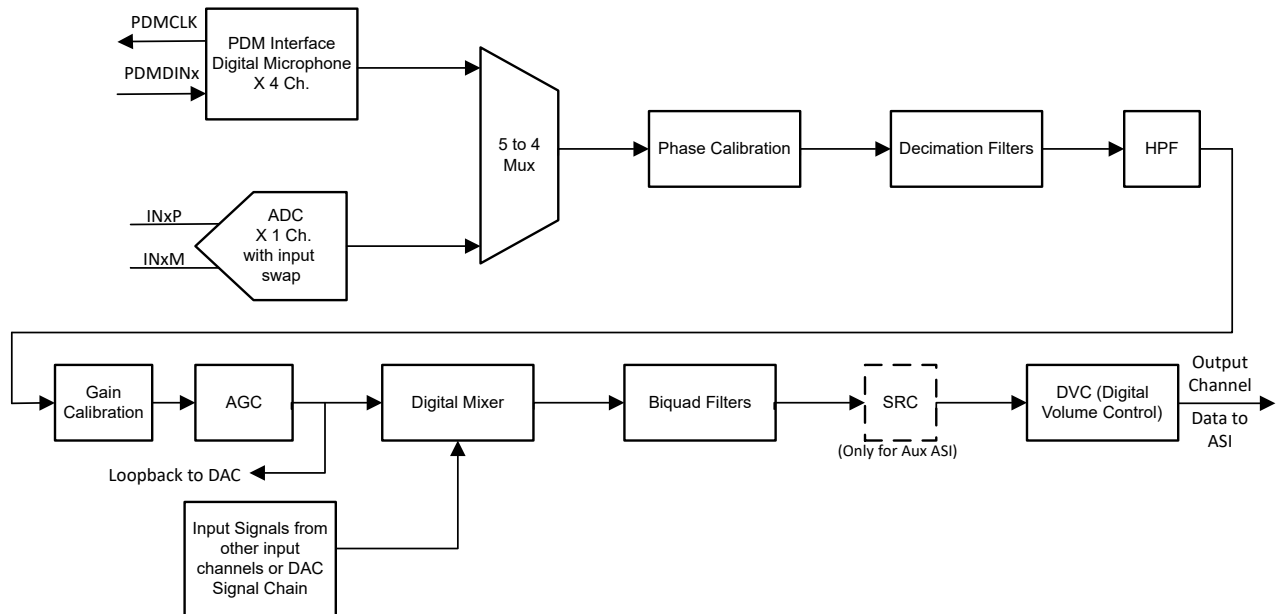 PDMCLK
PDMDINx
PDM Interface
Digital Microphone
X 4 Ch.
5 to 4
Mux
Phase Calibration
Decimation Filters
HPF
INxP
INxM
ADC
X 1 Ch.
with input
swap
Gain
Calibration
AGC
Loopback to DAC
Digital Mixer
Input Signals from
other input
channels or DAC
Signal Chain
Biquad Filters
SRC
(Only for Aux ASI)
DVC (Digital
Volume Control)
Output
Channel
Data to
ASI